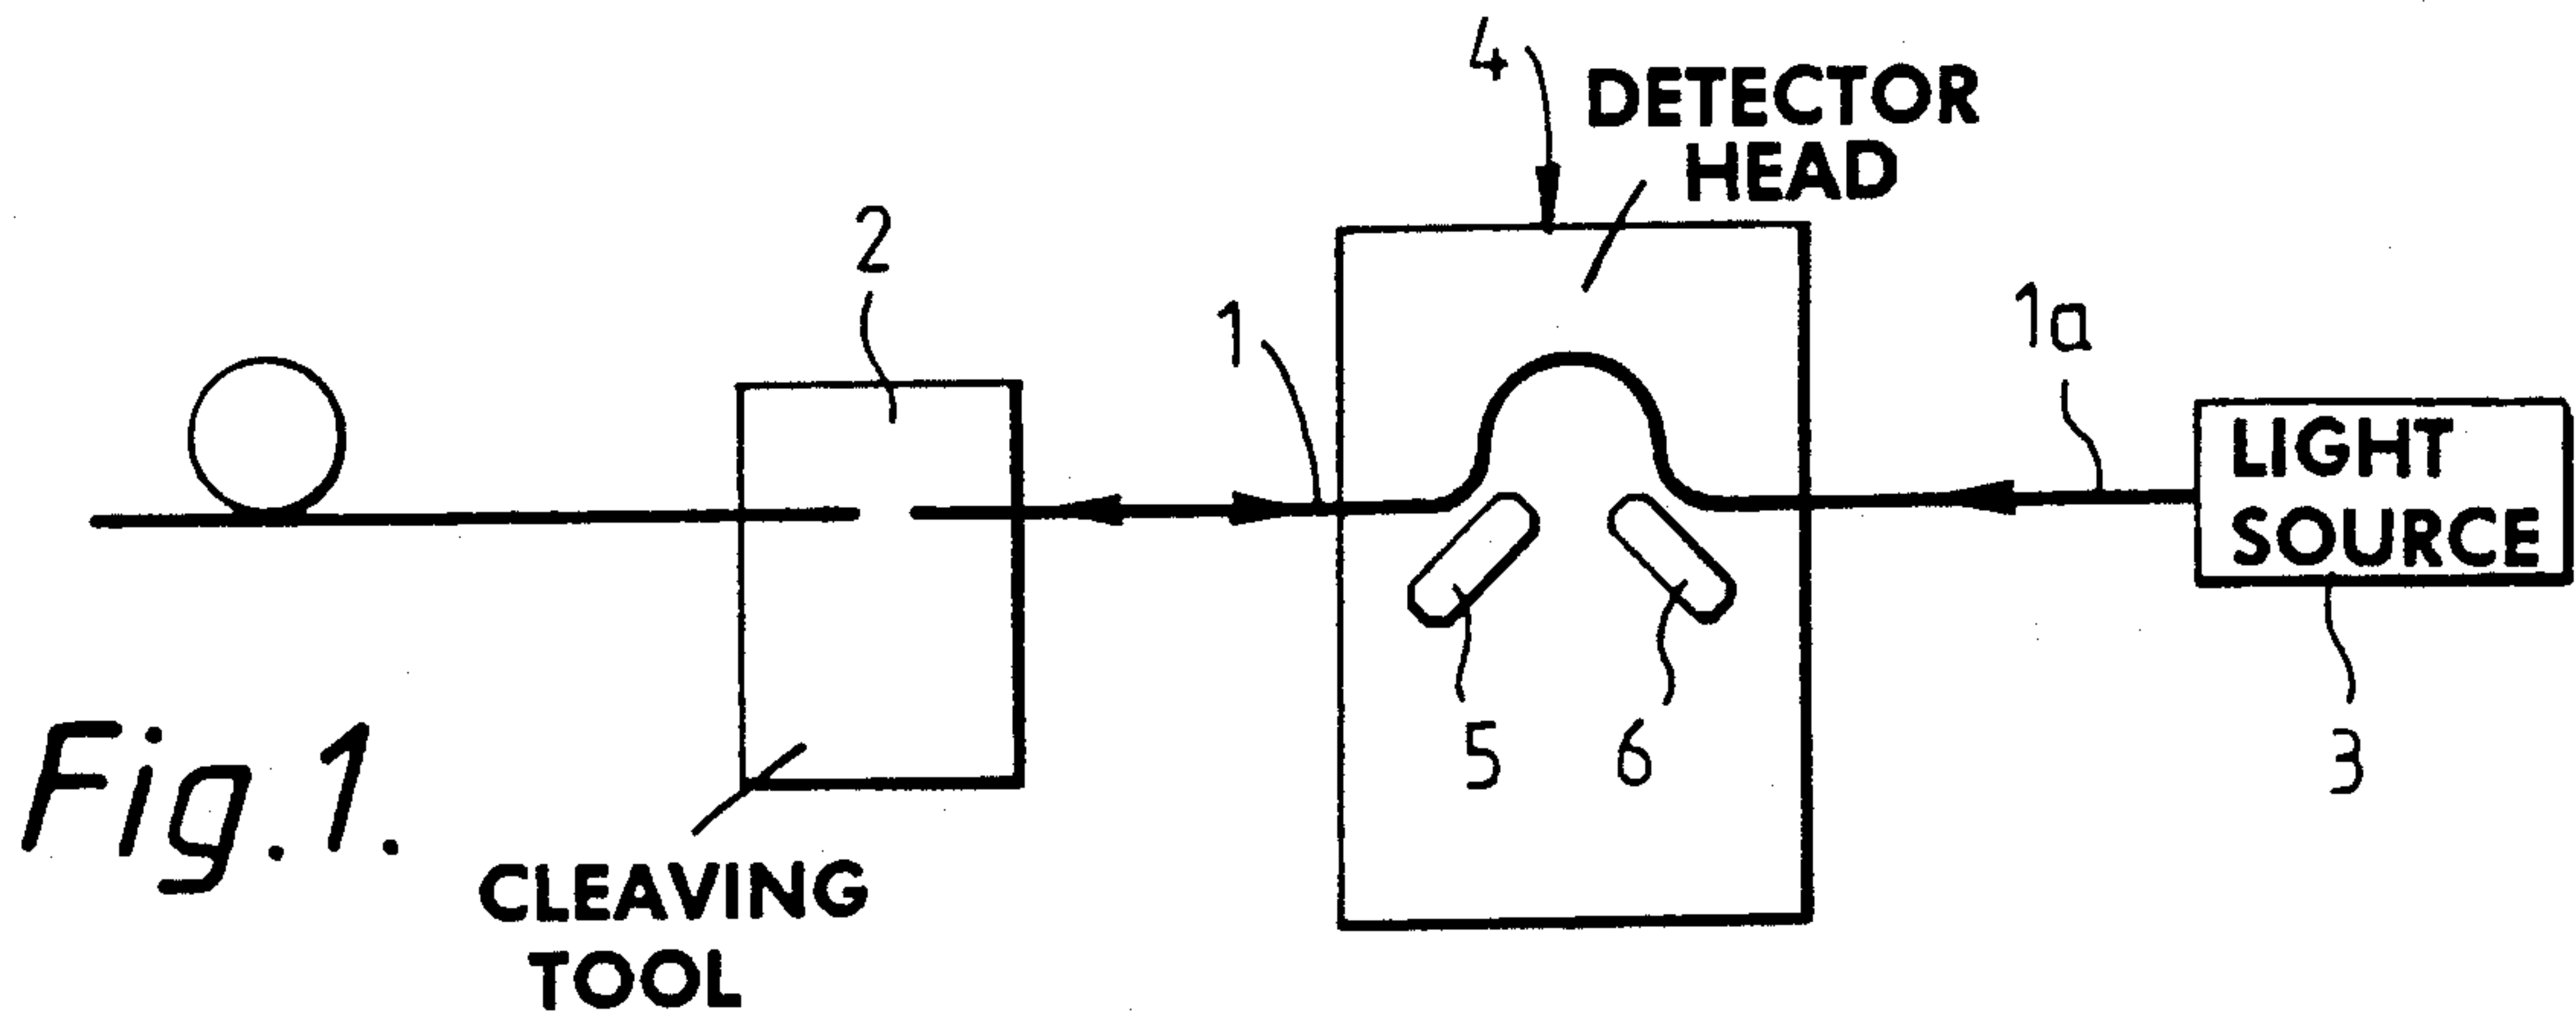 4
DETECTOR
HEAD
2
1
1a
LIGHT
SOURCE
5
6
3
Fig.1.
CLEAVING
TOOL